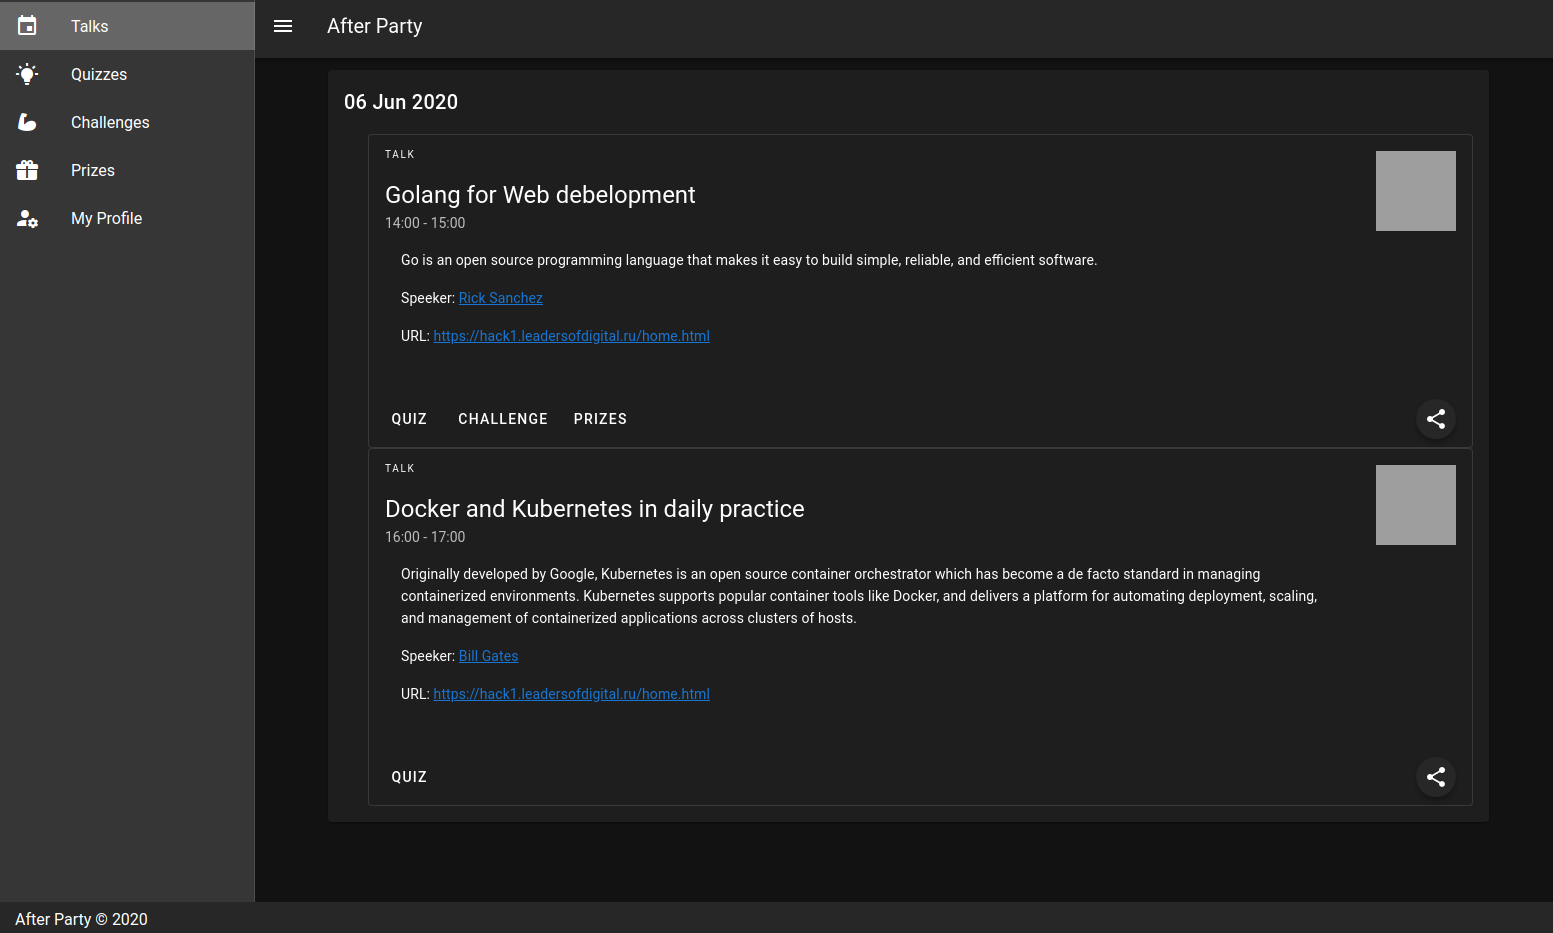 Talks
Quizzes
Challenges
Prizes
My Profile
After Party
06 Jun 2020
TALK
Golang for Web debelopment
14:00 - 15:00
Go is an open source programming language that makes it easy to build simple, reliable, and efficient software.
Speeker: Rick Sanchez
URL: https://hack1.leadersofdigital.ru/home.html
QUIZ CHALLENGE PRIZES
TALK
Docker and Kubernetes in daily practice
16:00 - 17:00
Originally developed by Google, Kubernetes is an open source container orchestrator which has become a de facto standard in managing
containerized environments. Kubernetes supports popular container tools like Docker, and delivers a platform for automating deployment, scaling,
and management of containerized applications across clusters of hosts.
Speeker: Bill Gates
URL: https://hack1.leadersofdigital.ru/home.html
QUIZ
After Party © 2020